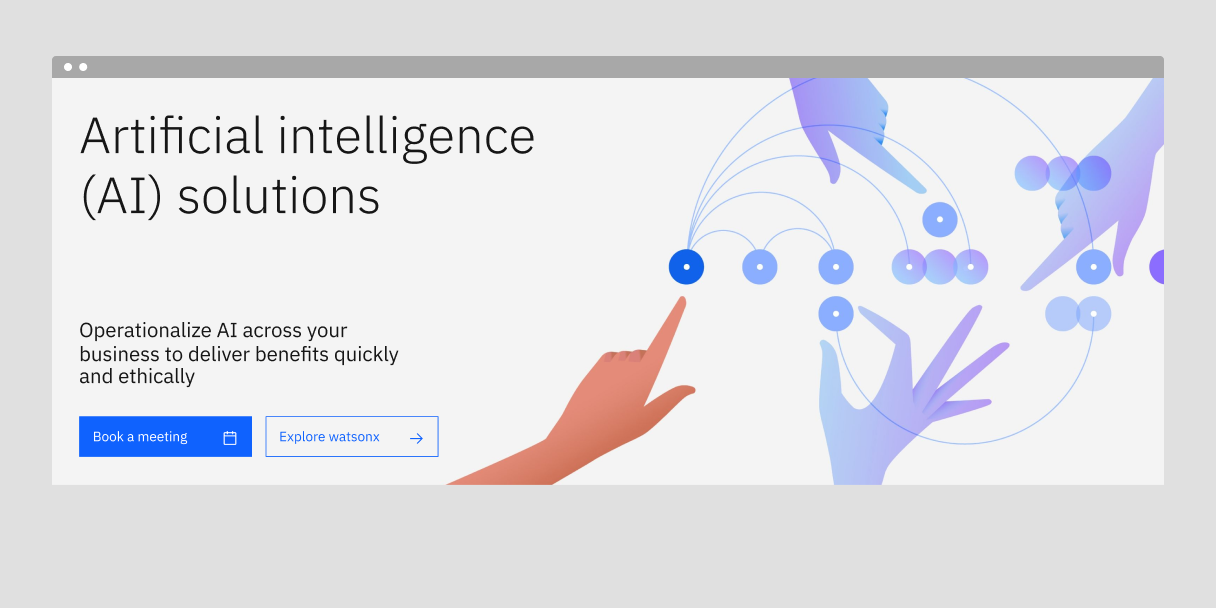 Artificial intelligence
(AI) solutions
Operationalize AI across your
business to deliver benefits quickly
and ethically
Book a meeting
Explore watsonx